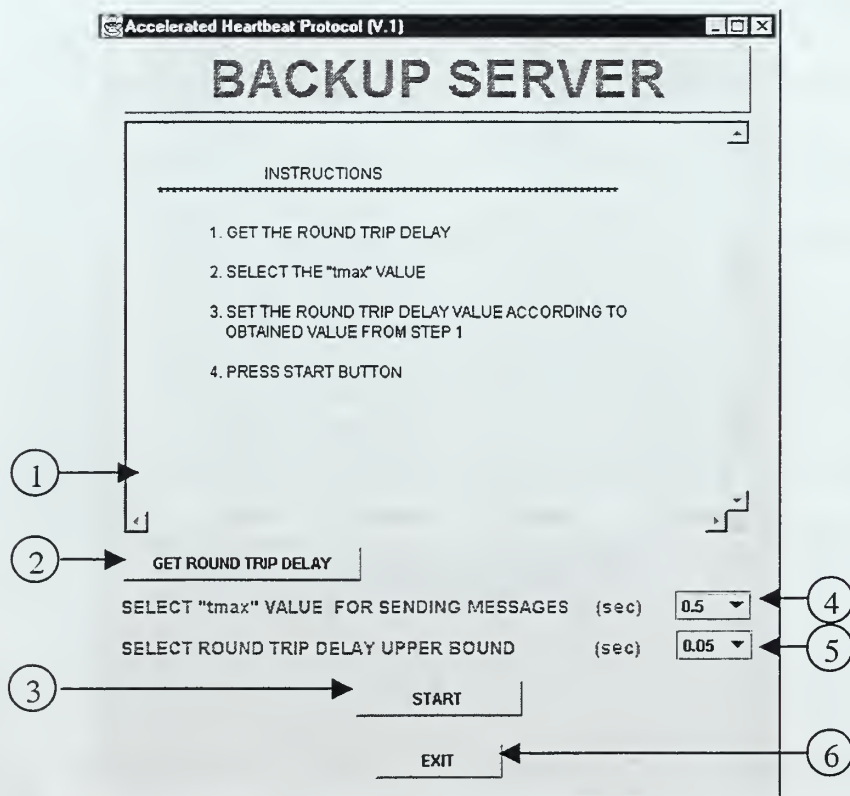 Accelerated Heartbeat Protocol (V.1)
BACKUP SERVER
INSTRUCTIONS
******************************************************************************
1. GET THE ROUND TRIP DELAY
2. SELECT THE "tmax" VALUE
3. SET THE ROUND TRIP DELAY VALUE ACCORDING TO
OBTAINED VALUE FROM STEP 1
4. PRESS START BUTTON
1
2
GET ROUND TRIP DELAY
SELECT "tmax" VALUE FOR SENDING MESSAGES (sec) 0.5
4
SELECT ROUND TRIP DELAY UPPER BOUND (sec) 0.05
5
3
START
EXIT
6